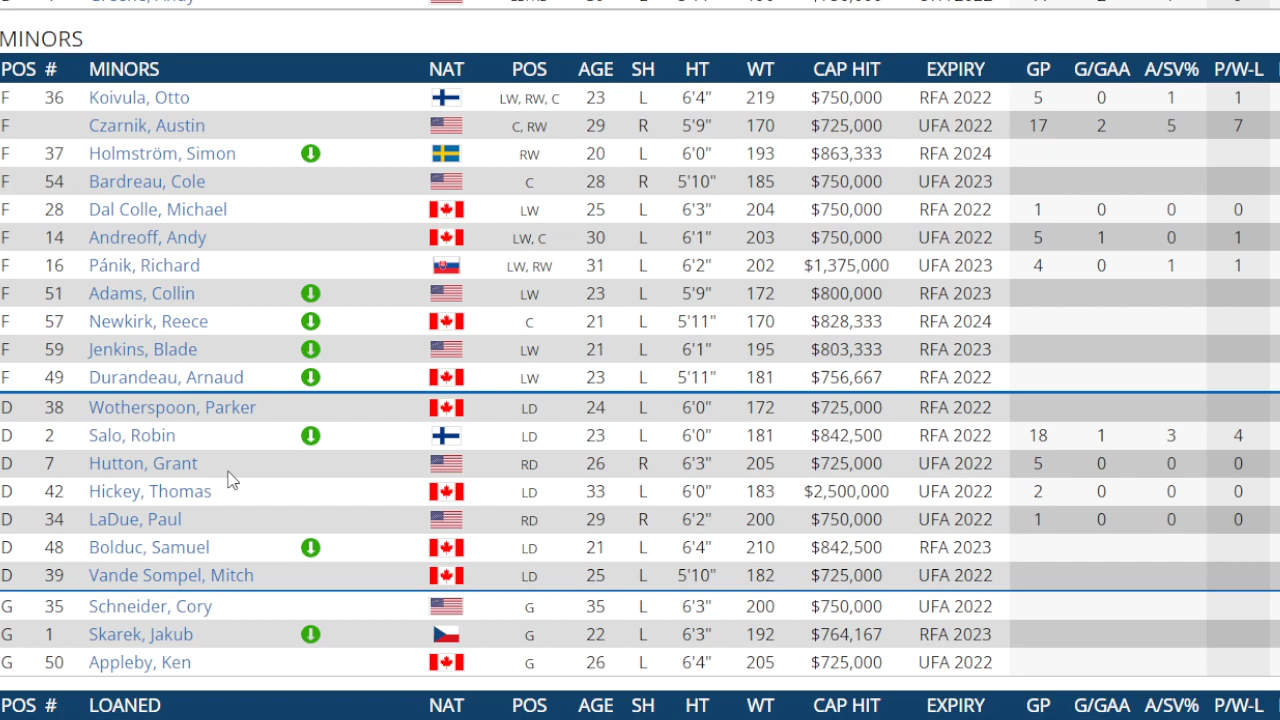 MINORS
POS # MINORS NAT POS AGE SH HT WT CAP HIT EXPIRY GP G/GAA A/SV% P/W-L
F 36 Koivula, Otto LW, RW, C 23 L 6'4" 219 $750,000 RFA 2022 5 0 1 1
F Czarnik, Austin C, RW 29 R 5'9" 170 $725,000 UFA 2022 17 2 5 7
F 37 Holmström, Simon RW 20 L 6'0" 193 $863,333 RFA 2024
F 54 Bardreau, Cole C 28 R 5'10" 185 $750,000 UFA 2023
F 28 Dal Colle, Michael LW 25 L 6'3" 204 $750,000 RFA 2022 1 0 0 0
F 14 Andreoff, Andy LW, C 30 L 6'1" 203 $750,000 UFA 2022 5 1 0 1
F 16 Pánik, Richard LW, RW 31 L 6'2" 202 $1,375,000 UFA 2023 4 0 1 1
F 51 Adams, Collin LW 23 L 5'9" 172 $800,000 RFA 2023
F 57 Newkirk, Reece C 21 L 5'11" 170 $828,333 RFA 2024
F 59 Jenkins, Blade LW 21 L 6'1" 195 $803,333 RFA 2023
F 49 Durandeau, Arnaud LW 23 L 5'11" 181 $756,667 RFA 2022
D 38 Wotherspoon, Parker LD 24 L 6'0" 172 $725,000 RFA 2022
D 2 Salo, Robin LD 23 L 6'0" 181 $842,500 RFA 2022 18 1 3 4
D 7 Hutton, Grant RD 26 R 6'3" 205 $725,000 UFA 2022 5 0 0 0
D 42 Hickey, Thomas LD 33 L 6'0" 183 $2,500,000 UFA 2022 2 0 0 0
D 34 LaDue, Paul RD 29 R 6'2" 200 $750,000 UFA 2022 1 0 0 0
D 48 Bolduc, Samuel LD 21 L 6'4" 210 $842,500 RFA 2023
D 39 Vande Sompel, Mitch LD 25 L 5'10" 182 $725,000 UFA 2022
G 35 Schneider, Cory G 35 L 6'3" 200 $750,000 UFA 2022
G 1 Skarek, Jakub G 22 L 6'3" 192 $764,167 RFA 2023
G 50 Appleby, Ken G 26 L 6'4" 205 $725,000 UFA 2022
POS # LOANED NAT POS AGE SH HT WT CAP HIT EXPIRY GP G/GAA A/SV% P/W-L